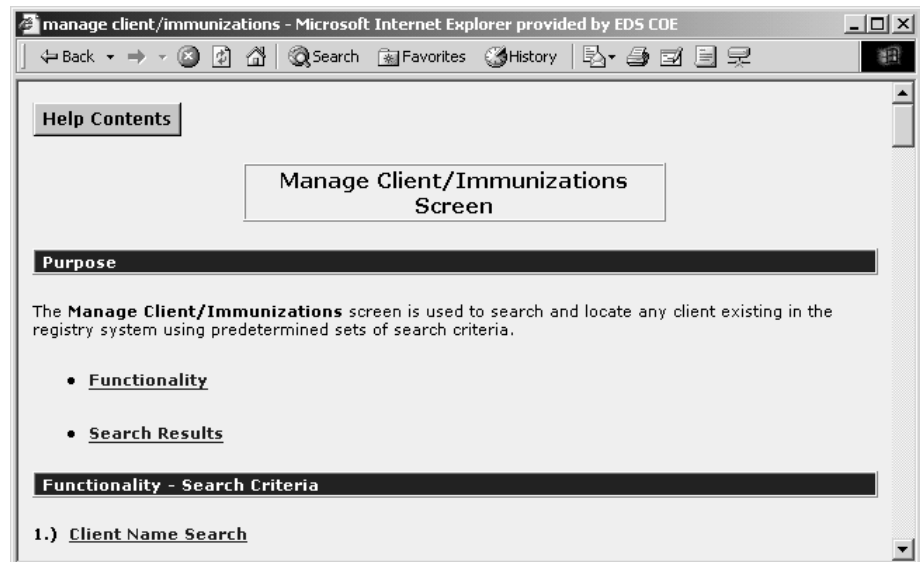 manage client/immunizations - Microsoft Internet Explorer provided by EDS COE
Back Search Favorites History
Help Contents
Manage Client/Immunizations
Screen
Purpose
The Manage Client/Immunizations screen is used to search and locate any client existing in the
registry system using predetermined sets of search criteria.
• Functionality
• Search Results
Functionality - Search Criteria
1.) Client Name Search